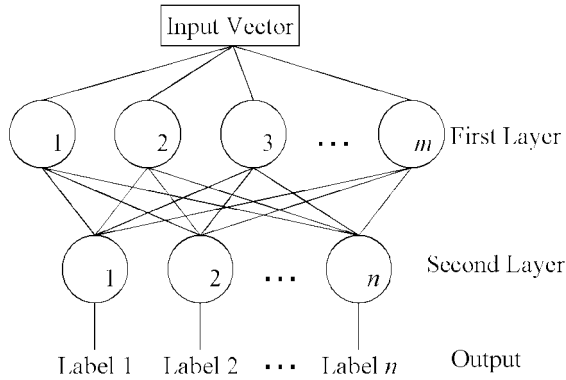 Input Vector
1 2 3 ... m First Layer
1 2 ... n Second Layer
Label 1 Label 2 ... Label n Output